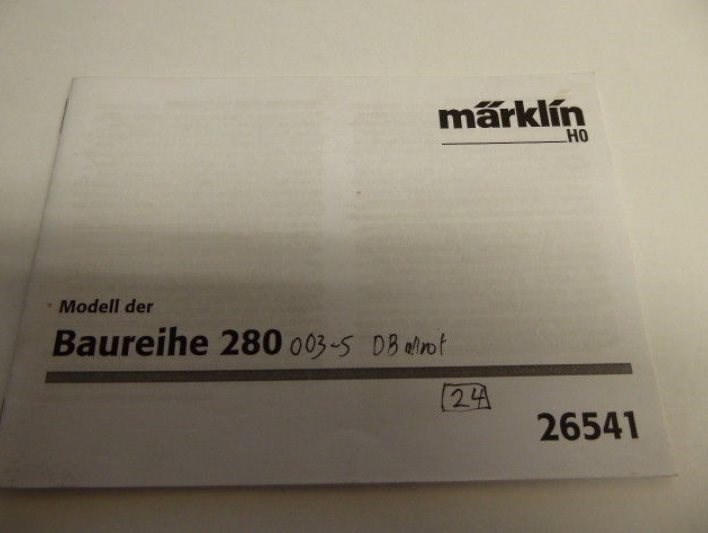 märklin
H0
Modell der
Baureihe 280 003-5 DB altrot
24
26541